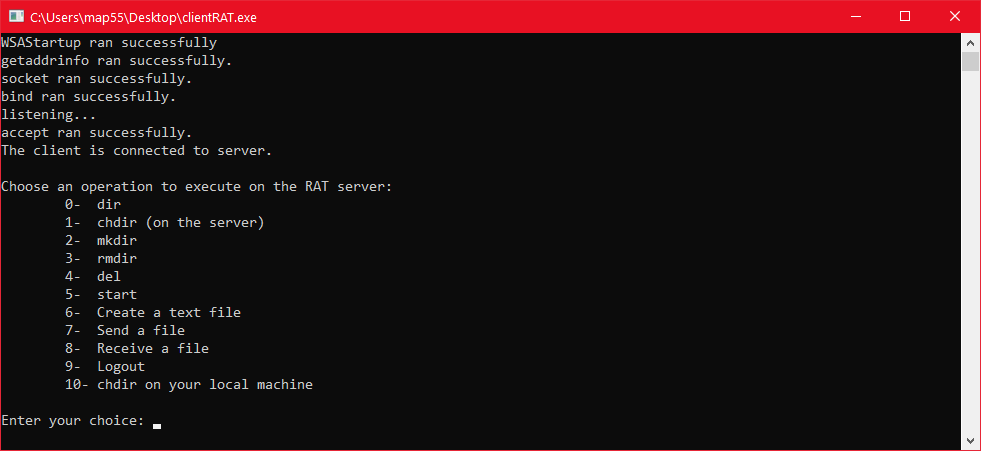 C:\Users\map55\Desktop\clientRAT.exe
WSAStartup ran successfully
getaddrinfo ran successfully.
socket ran successfully.
bind ran successfully.
listening...
accept ran successfully.
The client is connected to server.
Choose an operation to execute on the RAT server:
0- dir
1- chdir (on the server)
2- mkdir
3- rmdir
4- del
5- start
6- Create a text file
7- Send a file
8- Receive a file
9- Logout
10- chdir on your local machine
Enter your choice: